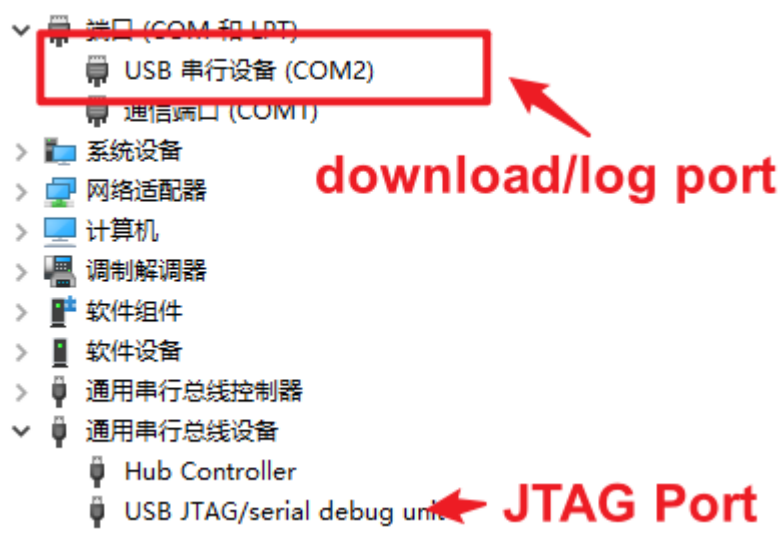 端口 (COM 和 LPT)
USB 串行设备 (COM2)
通信端口 (COM1)
系统设备
download/log port
网络适配器
计算机
调制解调器
软件组件
软件设备
通用串行总线控制器
通用串行总线设备
Hub Controller
USB JTAG/serial debug unit
JTAG Port